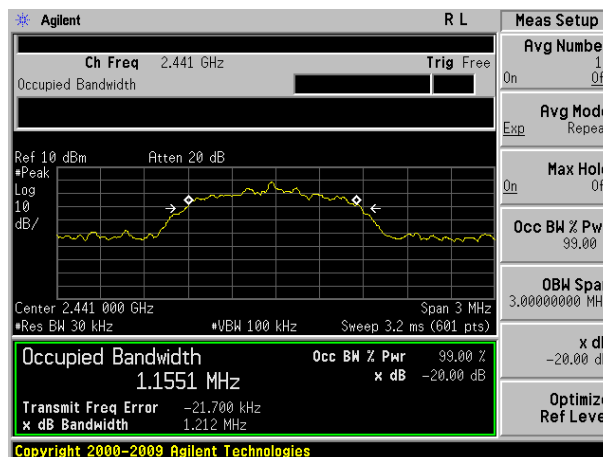 Agilent R L Meas Setup
Ch Freq 2.441 GHz Trig Free
Occupied Bandwidth
Avg Numbe
1
On Of
Avg Mod
Exp Repea
Ref 10 dBm Atten 20 dB
#Peak
Log
10
dB/
Max Hol
On Of
Occ BW % Pw
99.00
OBW Spa
3.00000000 MH
Center 2.441 000 GHz Span 3 MHz
#Res BW 30 kHz #VBW 100 kHz Sweep 3.2 ms (601 pts)
x d
-20.00 d
Occupied Bandwidth Occ BW % Pwr 99.00 %
1.1551 MHz x dB -20.00 dB
Transmit Freq Error -21.700 kHz
x dB Bandwidth 1.212 MHz
Optimiz
Ref Leve
Copyright 2000-2009 Agilent Technologies